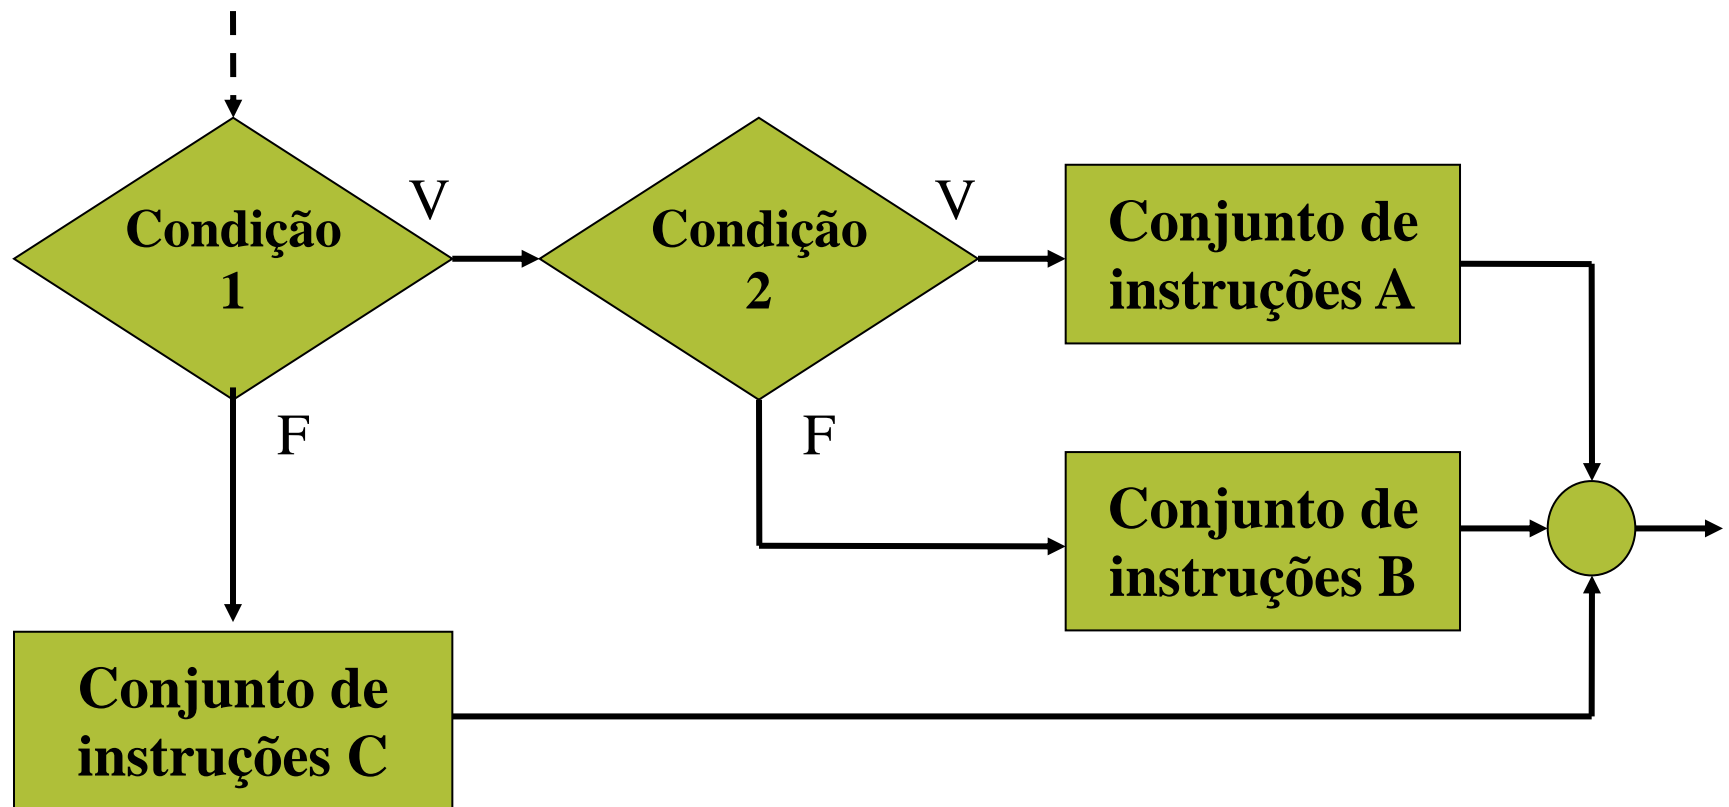 V
V
Condição
1
Condição
2
Conjunto de
instruções A
F
F
Conjunto de
instruções B
Conjunto de
instruções C